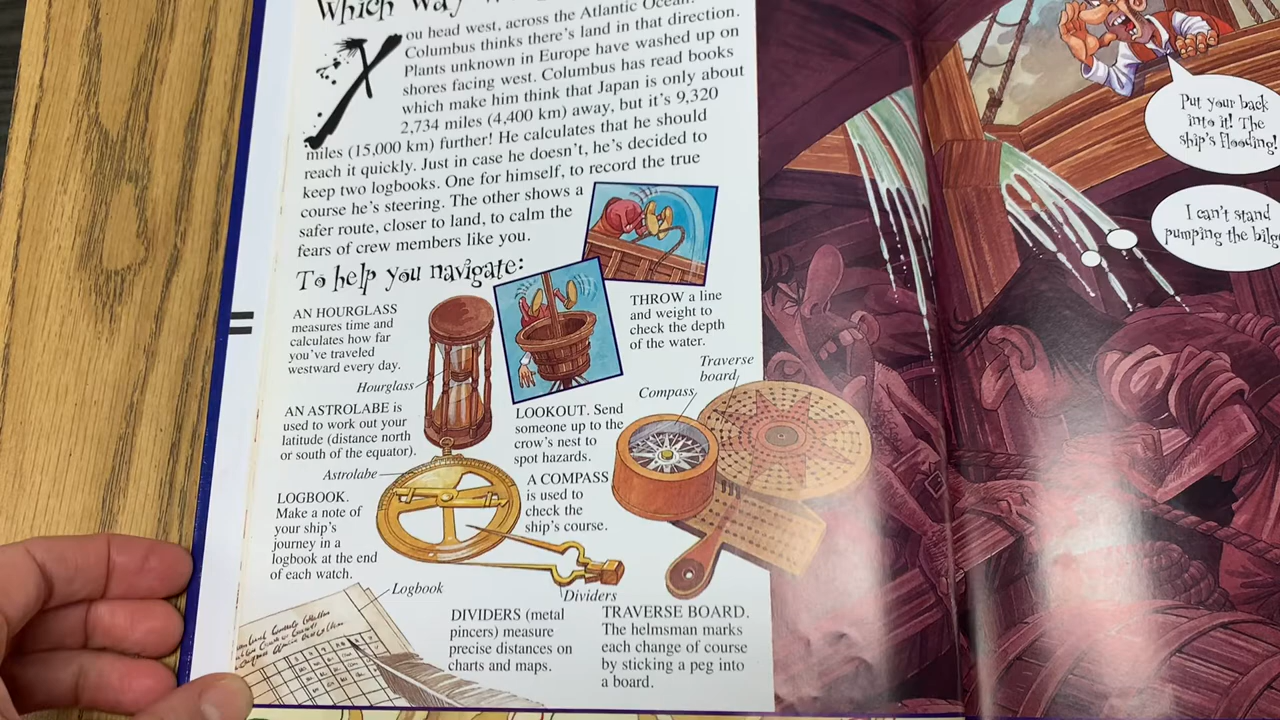 Which Way
You head west, across the Atlantic Ocean.
Columbus thinks there's land in that direction.
Plants unknown in Europe have washed up on
shores facing west. Columbus has read books
which make him think that Japan is only about
2,734 miles (4,400 km) away, but it's 9,320
miles (15,000 km) further! He calculates that he should
reach it quickly. Just in case he doesn't, he's decided to
keep two logbooks. One for himself, to record the true
course he's steering. The other shows a
safer route, closer to land, to calm the
fears of crew members like you.
To help you navigate:
AN HOURGLASS
measures time and
calculates how far
you've traveled
westward every day.
Hourglass
AN ASTROLABE is
used to work out your
latitude (distance north
or south of the equator).
Astrolabe
LOGBOOK.
Make a note of
your ship's
journey in a
logbook at the end
of each watch.
Logbook
THROW a line
and weight to
check the depth
of the water.
Traverse
board
Compass
LOOKOUT. Send
someone up to the
crow's nest to
spot hazards.
A COMPASS
is used to
check the
ship's course.
Dividers
DIVIDERS (metal
pincers) measure
precise distances on
charts and maps.
TRAVERSE BOARD.
The helmsman marks
each change of course
by sticking a peg into
a board.
Put your back
into it! The
ship's flooding!
I can't stand
pumping the